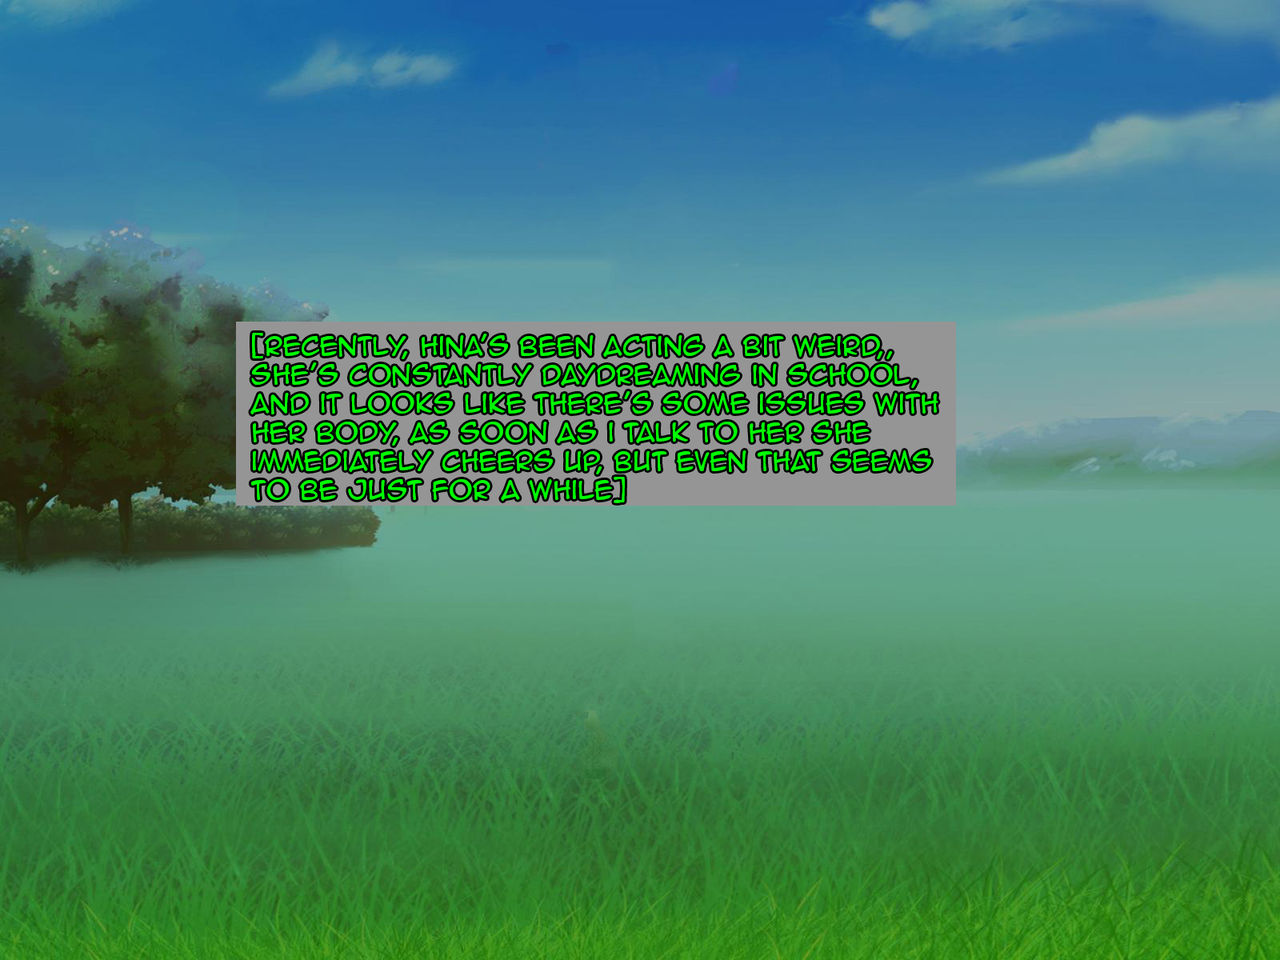 [RECENTLY, HINA'S BEEN ACTING A BIT WEIRD,,
SHE'S CONSTANTLY DAYDREAMING IN SCHOOL,
AND IT LOOKS LIKE THERE'S SOME ISSUES WITH
HER BODY, AS SOON AS I TALK TO HER SHE
IMMEDIATELY CHEERS UP, BUT EVEN THAT SEEMS
TO BE JUST FOR A WHILE]